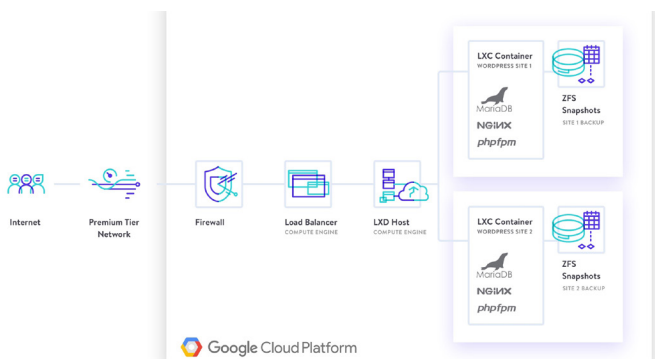 LXC Container
WORDPRESS SITE 1
MariaDB
NGINX
phpfpm
ZFS
Snapshots
SITE 1 BACKUP
Internet
Premium Tier
Network
Firewall
Load Balancer
COMPUTE ENGINE
LXD Host
COMPUTE ENGINE
LXC Container
WORDPRESS SITE 2
MariaDB
NGINX
phpfpm
ZFS
Snapshots
SITE 2 BACKUP
Google Cloud Platform